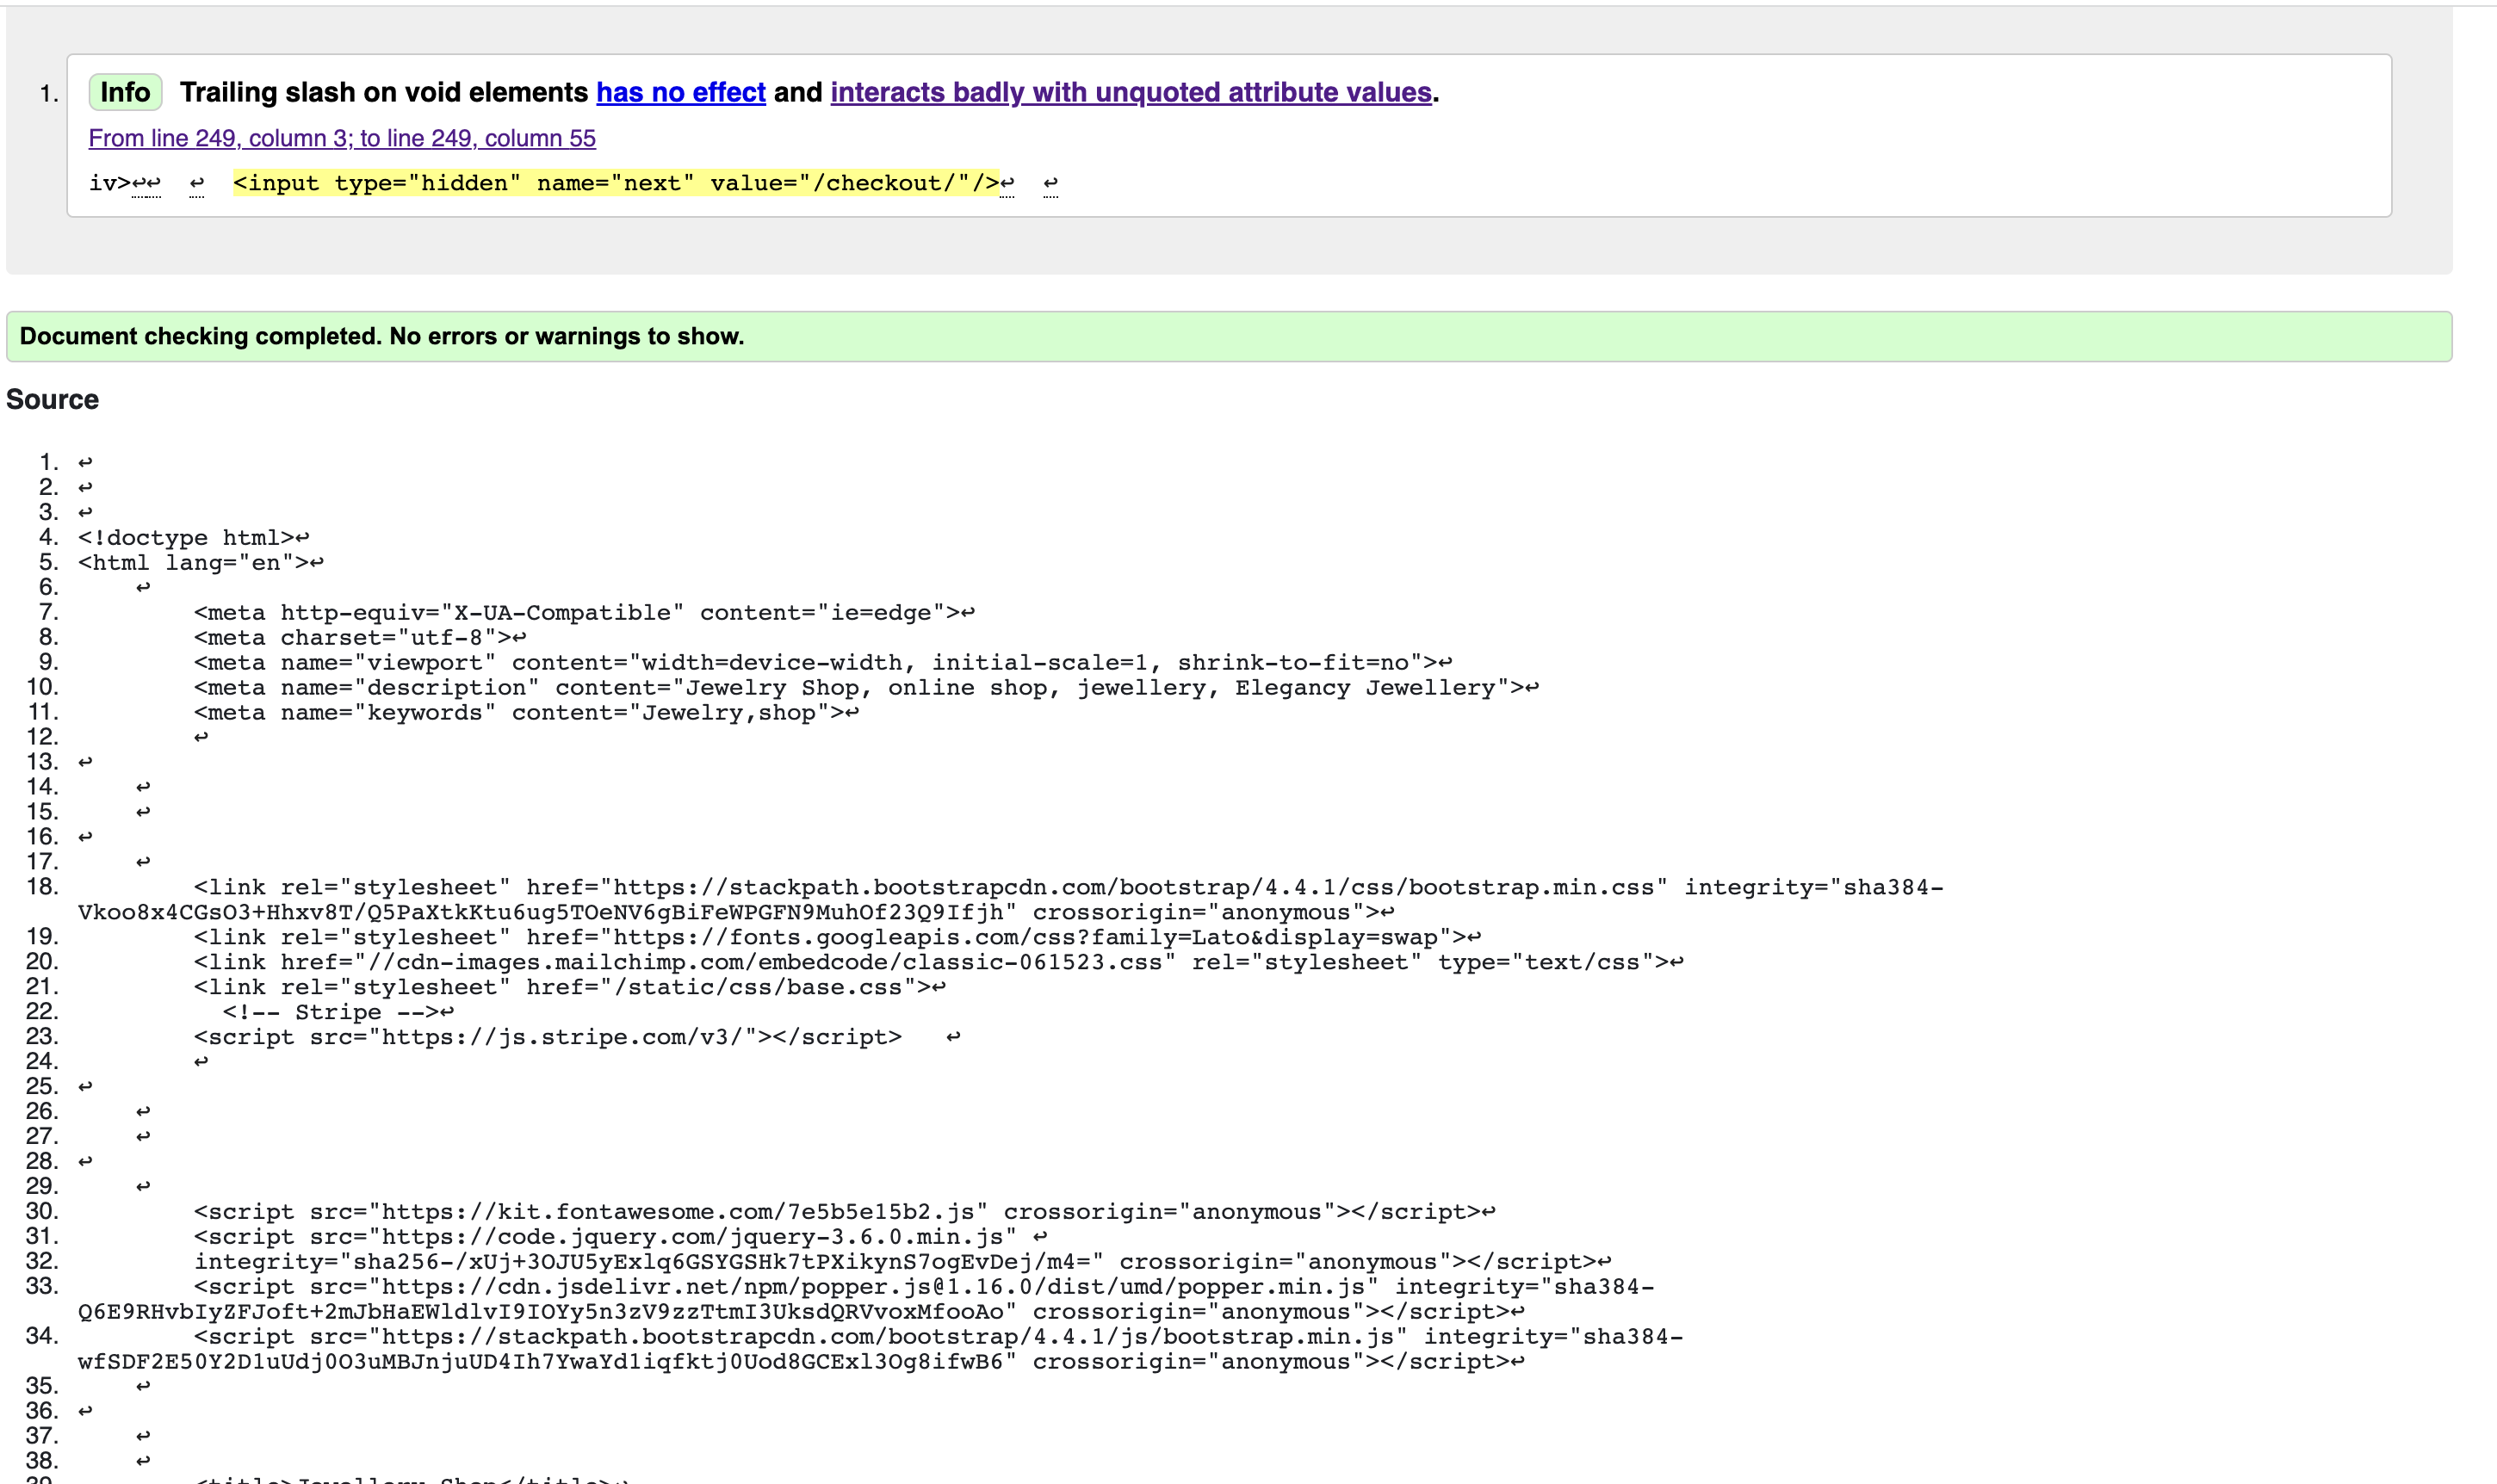 1. Info Trailing slash on void elements has no effect and interacts badly with unquoted attribute values.
From line 249, column 3; to line 249, column 55
iv>↩↩  ↩  <input type="hidden" name="next" value="/checkout/"/>↩  ↩
Document checking completed. No errors or warnings to show.
Source
1. ↩
2. ↩
3. ↩
4. <!doctype html>↩
5. <html lang="en">↩
6.     ↩
7.         <meta http-equiv="X-UA-Compatible" content="ie=edge">↩
8.         <meta charset="utf-8">↩
9.         <meta name="viewport" content="width=device-width, initial-scale=1, shrink-to-fit=no">↩
10.         <meta name="description" content="Jewelry Shop, online shop, jewellery, Elegancy Jewellery">↩
11.         <meta name="keywords" content="Jewelry,shop">↩
12.         ↩
13. ↩
14.     ↩
15.     ↩
16. ↩
17.     ↩
18.         <link rel="stylesheet" href="https://stackpath.bootstrapcdn.com/bootstrap/4.4.1/css/bootstrap.min.css" integrity="sha384-
Vkoo8x4CGsO3+Hhxv8T/Q5PaXtkKtu6ug5TOeNV6gBiFeWPGFN9MuhOf23Q9Ifjh" crossorigin="anonymous">↩
19.         <link rel="stylesheet" href="https://fonts.googleapis.com/css?family=Lato&display=swap">↩
20.         <link href="//cdn-images.mailchimp.com/embedcode/classic-061523.css" rel="stylesheet" type="text/css">↩
21.         <link rel="stylesheet" href="/static/css/base.css">↩
22.           <!-- Stripe -->↩
23.         <script src="https://js.stripe.com/v3/"></script>   ↩
24.         ↩
25. ↩
26.     ↩
27.     ↩
28. ↩
29.     ↩
30.         <script src="https://kit.fontawesome.com/7e5b5e15b2.js" crossorigin="anonymous"></script>↩
31.         <script src="https://code.jquery.com/jquery-3.6.0.min.js" ↩
32.         integrity="sha256-/xUj+3OJU5yExlq6GSYGSHk7tPXikynS7ogEvDej/m4=" crossorigin="anonymous"></script>↩
33.         <script src="https://cdn.jsdelivr.net/npm/popper.js@1.16.0/dist/umd/popper.min.js" integrity="sha384-
Q6E9RHvbIyZFJoft+2mJbHaEWldlvI9IOYy5n3zV9zzTtmI3UksdQRVvoxMfooAo" crossorigin="anonymous"></script>↩
34.         <script src="https://stackpath.bootstrapcdn.com/bootstrap/4.4.1/js/bootstrap.min.js" integrity="sha384-
wfSDF2E50Y2D1uUdj0O3uMBJnjuUD4Ih7YwaYd1iqfktj0Uod8GCExl3Og8ifwB6" crossorigin="anonymous"></script>↩
35.     ↩
36. ↩
37.     ↩
38.     ↩
39.         <title>Jewellery Shop</title>↩